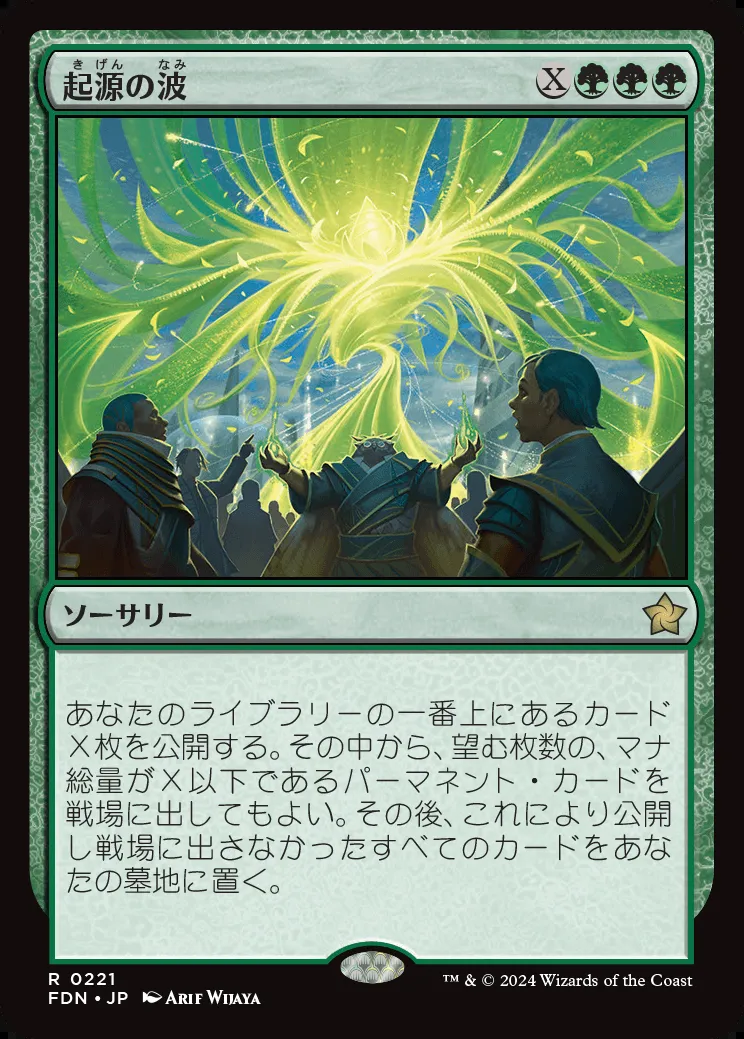 きげん なみ
起源の波 X
ソーサリー
あなたのライブラリーの一番上にあるカード
X枚を公開する。その中から、望む枚数の、マナ
総量がX以下であるパーマネント・カードを
戦場に出してもよい。その後、これにより公開
し戦場に出さなかったすべてのカードをあな
たの墓地に置く。
R 0221
FDN • JP Arif Wijaya
™ & © 2024 Wizards of the Coast